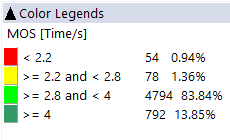 Color Legends
MOS [Time/s]
< 2.2 54 0.94%
>= 2.2 and < 2.8 78 1.36%
>= 2.8 and < 4 4794 83.84%
>= 4 792 13.85%